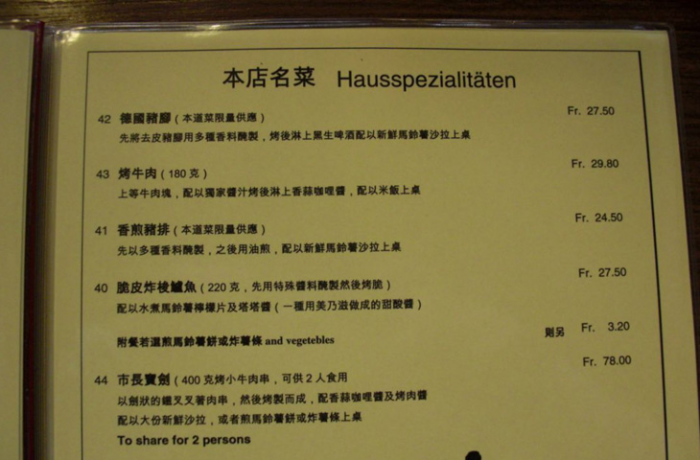 本店名菜 Hausspezialitäten
42 德國豬腳（本道菜限量供應） Fr. 27.50
先將去皮豬腳用多種香料醃製，烤後淋上黑生啤酒配以新鮮馬鈴薯沙拉上桌
43 烤牛肉（180 克） Fr. 29.80
上等牛肉塊，配以獨家醬汁烤後淋上香蒜咖哩醬，配以米飯上桌
41 香煎豬排（本道菜限量供應） Fr. 24.50
先以多種香料醃製，之後用油煎，配以新鮮馬鈴薯沙拉上桌
40 脆皮炸梭鱸魚（220 克，先用特殊醬料醃製然後烤脆） Fr. 27.50
配以水煮馬鈴薯檸檬片及塔塔醬（一種用美乃滋做成的甜酸醬）
附餐若選煎馬鈴薯餅或炸薯條 and vegetebles 則另 Fr. 3.20
44 市長寶劍（400 克烤小牛肉串，可供 2 人食用 Fr. 78.00
以劍狀的鐵叉叉著肉串，然後烤製而成，配香蒜咖哩醬及烤肉醬
配以大份新鮮沙拉，或者煎馬鈴薯餅或炸薯條上桌
To share for 2 persons